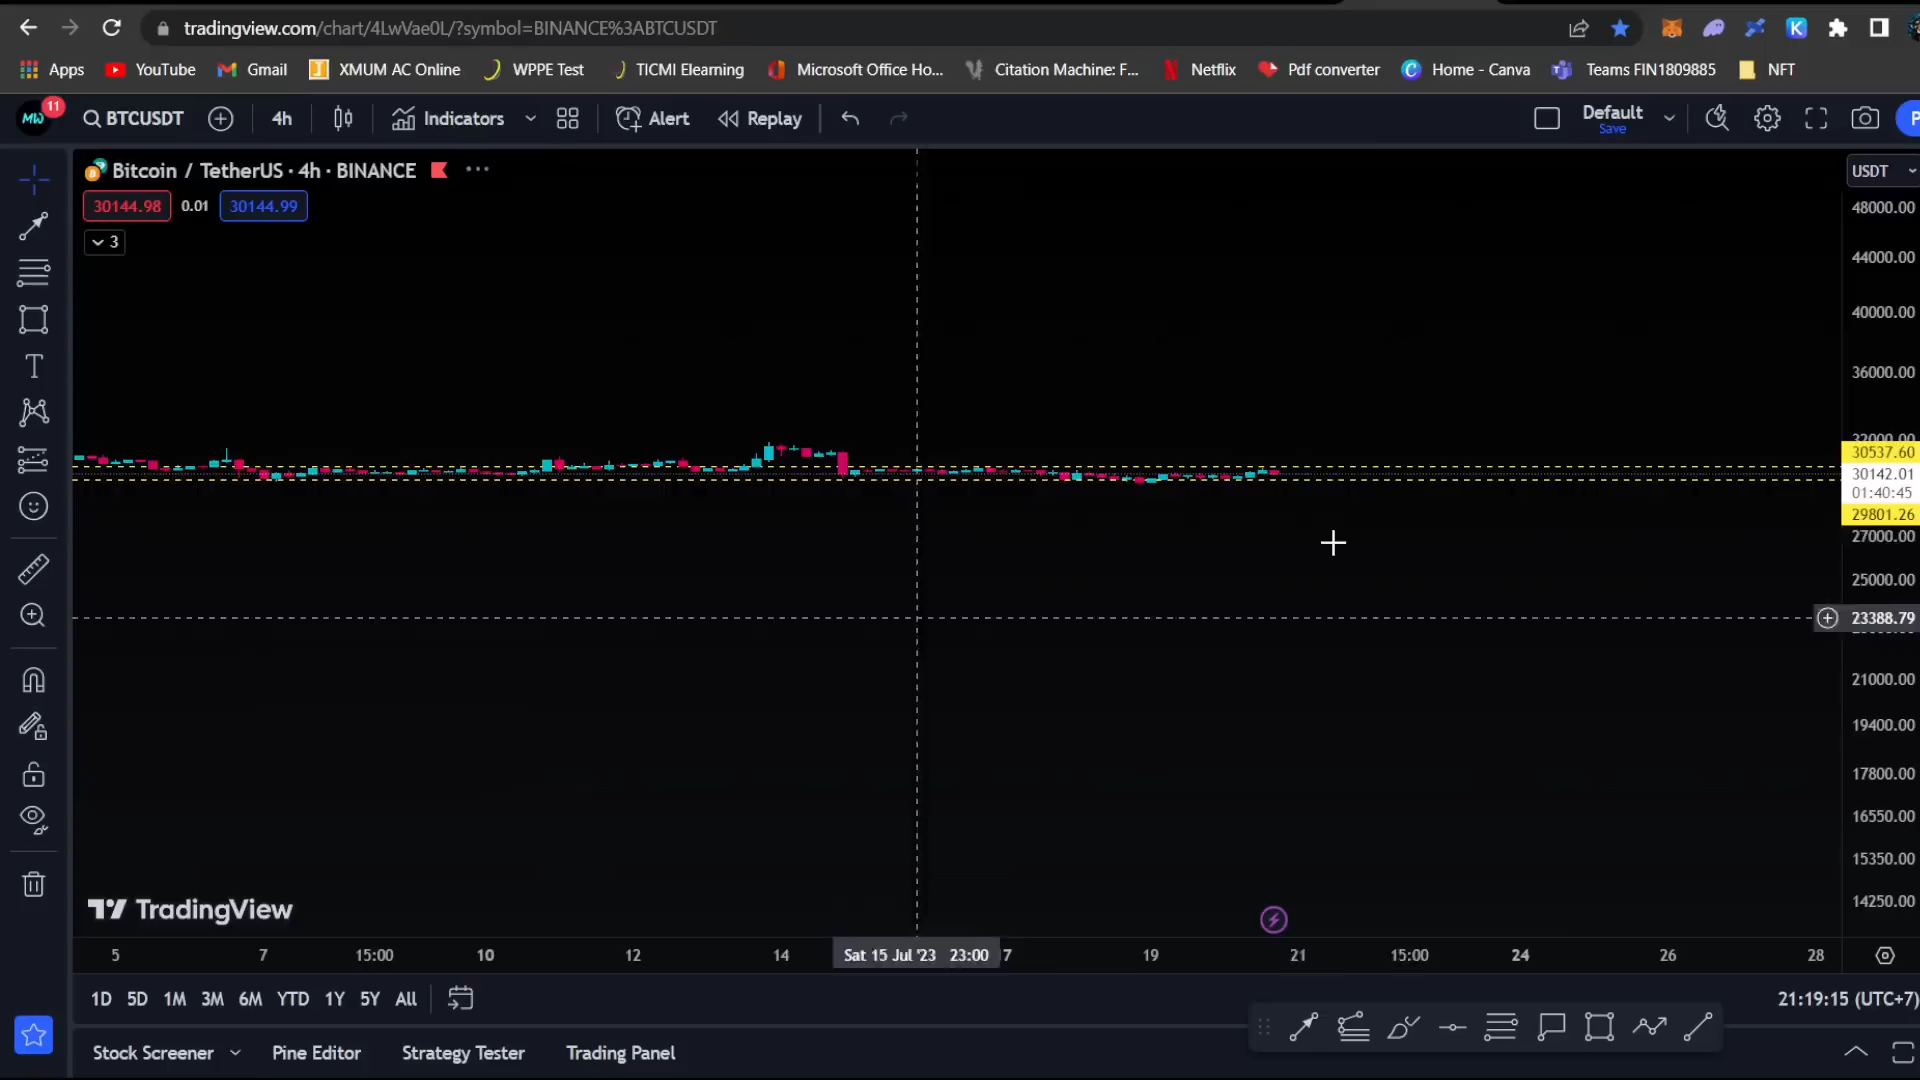 tradingview.com/chart/4LwVae0L/?symbol=BINANCE%3ABTCUSDT
Apps YouTube Gmail XMUM AC Online WPPE Test TICMI Elearning Microsoft Office Ho... Citation Machine: F... Netflix Pdf converter Home - Canva Teams FIN1809885 NFT
MW 11 BTCUSDT 4h Indicators Alert Replay Default Save P
Bitcoin / TetherUS · 4h · BINANCE USDT
30144.98 0.01 30144.99
3
48000.00
44000.00
40000.00
36000.00
32000.00
30537.60
30142.01
01:40:45
29801.26
27000.00
25000.00
23388.79
21000.00
19400.00
17800.00
16550.00
15350.00
14250.00
TradingView
5 7 15:00 10 12 14 Sat 15 Jul '23 23:00 7 19 21 15:00 24 26 28
1D 5D 1M 3M 6M YTD 1Y 5Y All 21:19:15 (UTC+7)
Stock Screener Pine Editor Strategy Tester Trading Panel